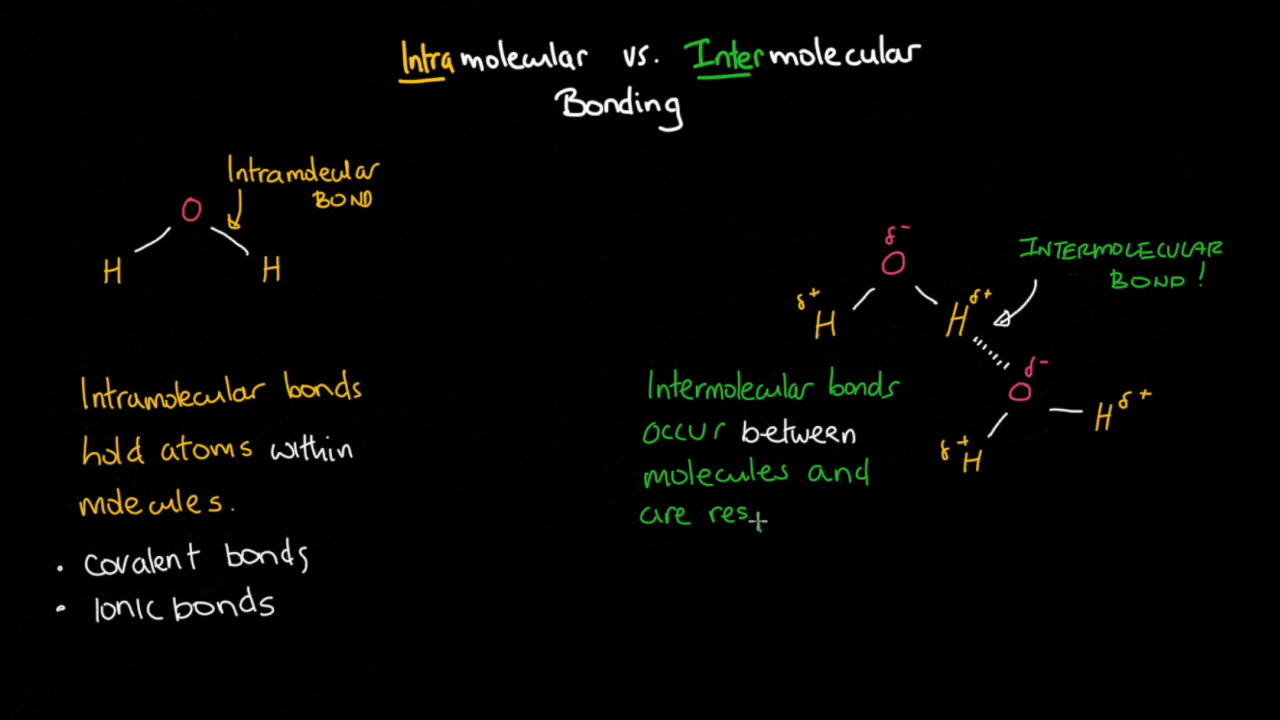 Intramolecular vs. Intermolecular
Bonding
Intramolecular
BOND
O
H
H
Intramolecular bonds
hold atoms within
molecules.
• covalent bonds
• Ionic bonds
δ-
O
δ+
H
H
δ+
INTERMOLECULAR
BOND!
δ-
O
H δ+
δ+
H
Intermolecular bonds
occur between
molecules and
are res